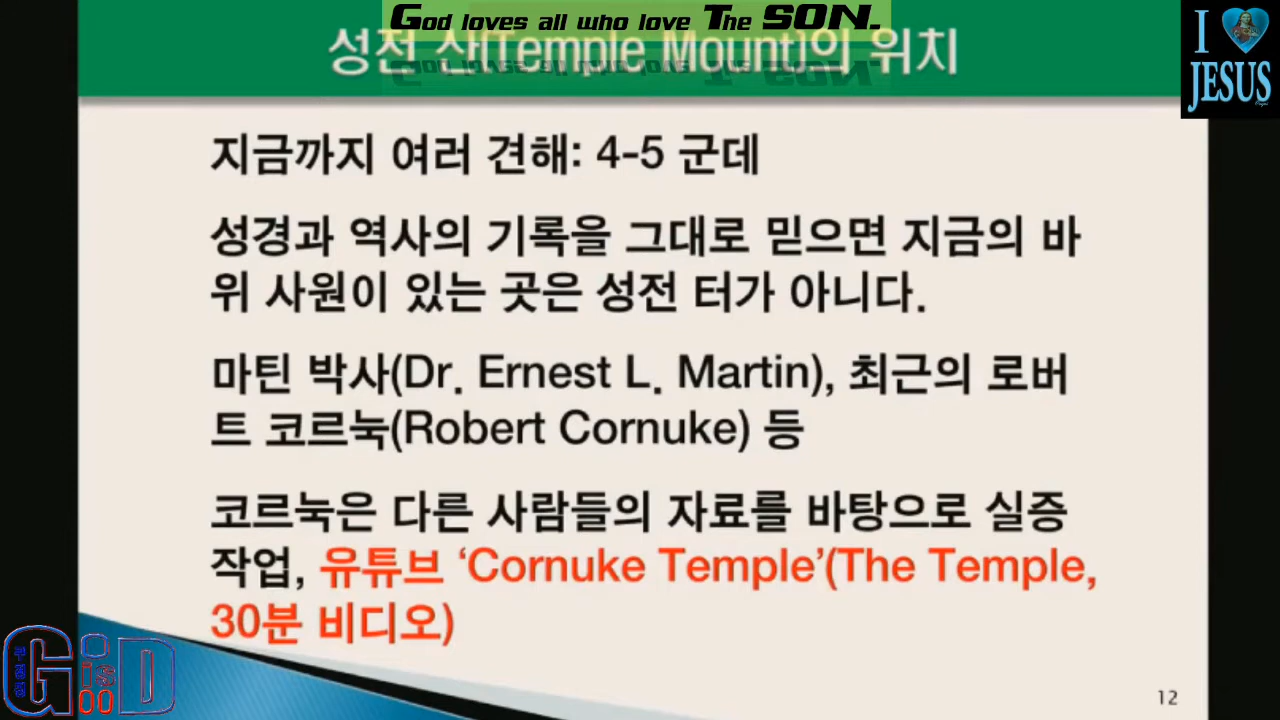 God loves all who love The SON.
I
JESUS
성전 산(Temple Mount)의 위치
지금까지 여러 견해: 4-5 군데
성경과 역사의 기록을 그대로 믿으면 지금의 바
위 사원이 있는 곳은 성전 터가 아니다.
마틴 박사(Dr. Ernest L. Martin), 최근의 로버
트 코르눅(Robert Cornuke) 등
코르눅은 다른 사람들의 자료를 바탕으로 실증
작업, 유튜브 ‘Cornuke Temple’(The Temple,
30분 비디오)
G is D
12